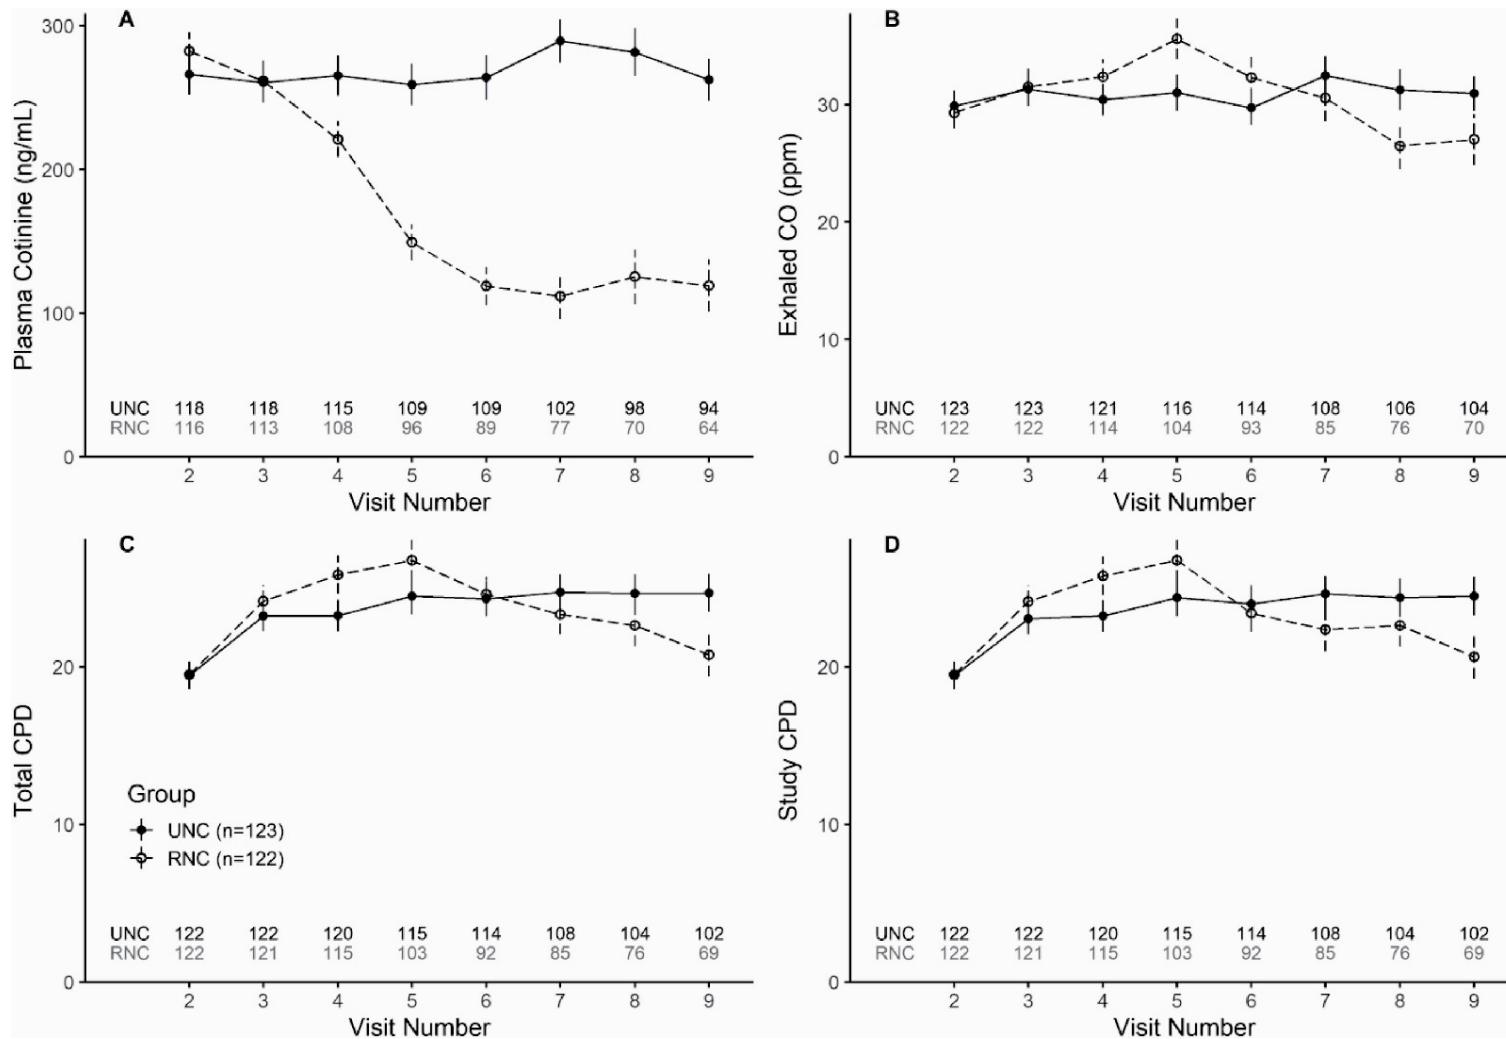 A
Plasma Cotinine (ng/mL)
300
200
100
0
UNC 118 118 115 109 109 102 98 94
RNC 116 113 108 96 89 77 70 64
2 3 4 5 6 7 8 9
Visit Number
B
Exhaled CO (ppm)
30
20
10
0
UNC 123 123 121 116 114 108 106 104
RNC 122 122 114 104 93 85 76 70
2 3 4 5 6 7 8 9
Visit Number
C
Total CPD
20
10
0
Group
UNC (n=123)
RNC (n=122)
UNC 122 122 120 115 114 108 104 102
RNC 122 121 115 103 92 85 76 69
2 3 4 5 6 7 8 9
Visit Number
D
Study CPD
20
10
0
UNC 122 122 120 115 114 108 104 102
RNC 122 121 115 103 92 85 76 69
2 3 4 5 6 7 8 9
Visit Number